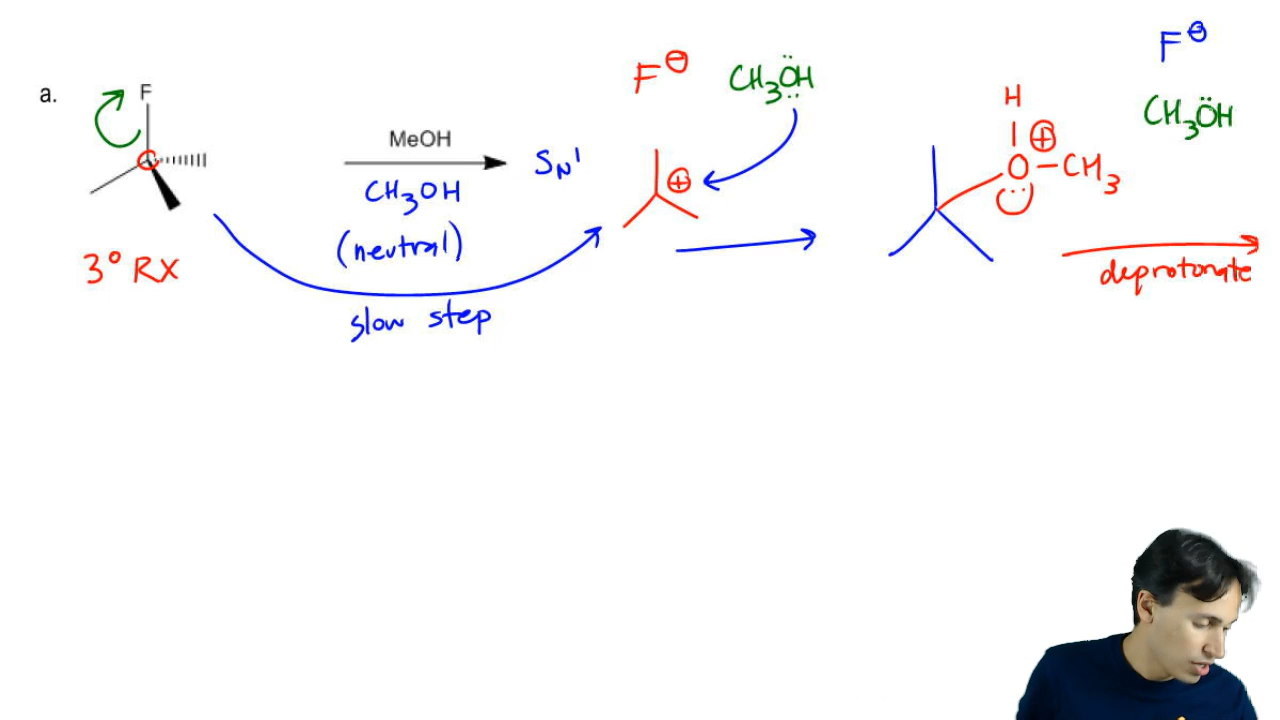 a.
F
C
3° RX
MeOH
CH₃OH
(neutral)
slow step
SN1
F⊖
CH₃ÖH
⊕
H
⊕
O-CH₃
F⊖
CH₃ÖH
deprotonate